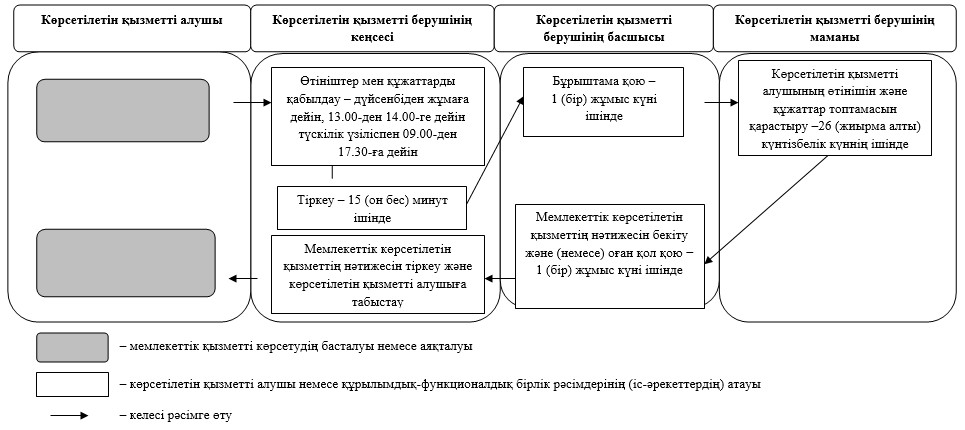 Көрсетілетін қызметті алушы
Көрсетілетін қызметті берушінің
кеңсесі
Көрсетілетін қызметті
берушінің басшысы
Көрсетілетін қызметті берушінің
маманы
Өтініштер мен құжаттарды
қабылдау – дүйсенбіден жұмаға
дейін, 13.00-ден 14.00-ге дейін
түскілік үзіліспен 09.00-ден
17.30-ға дейін
Тіркеу – 15 (он бес) минут
ішінде
Бұрыштама қою –
1 (бір) жұмыс күні
ішінде
Көрсетілетін қызметті
алушының өтінішін және
құжаттар топтамасын
қарастыру –26 (жиырма алты)
күнтізбелік күннің ішінде
Мемлекеттік көрсетілетін
қызметтің нәтижесін бекіту
және (немесе) оған қол қою –
1 (бір) жұмыс күні ішінде
Мемлекеттік көрсетілетін
қызметтің нәтижесін тіркеу және
көрсетілетін қызметті алушыға
табыстау
– мемлекеттік қызметті көрсетудің басталуы немесе аяқталуы
– көрсетілетін қызметті алушы немесе құрылымдық-функционалдық бірлік рәсімдерінің (іс-әрекеттердің) атауы
– келесі рәсімге өту